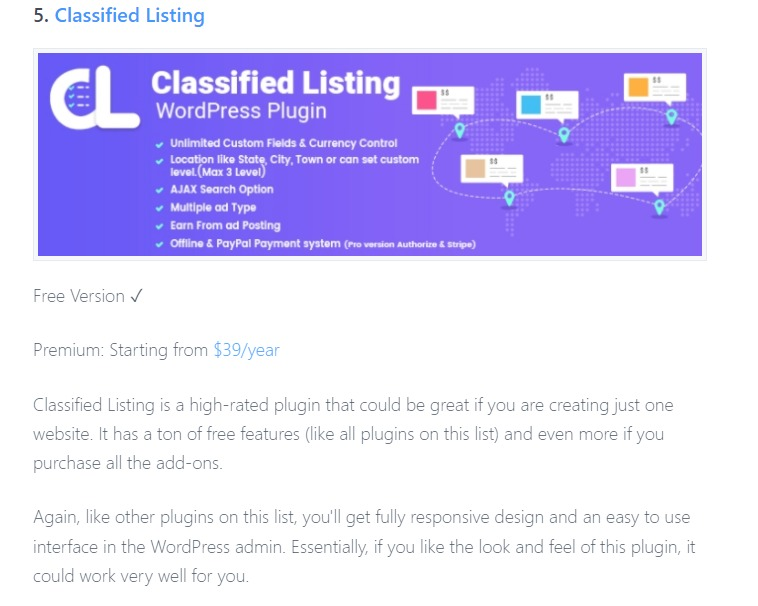 5. Classified Listing
CL
Classified Listing
WordPress Plugin
✓ Unlimited Custom Fields & Currency Control
✓ Location like State, City, Town or can set custom
level.(Max 3 Level)
✓ AJAX Search Option
✓ Multiple ad Type
✓ Earn From ad Posting
✓ Offline & PayPal Payment system (Pro version Authorize & Stripe)
$$
$$
$$
$$
$$
Free Version ✓
Premium: Starting from $39/year
Classified Listing is a high-rated plugin that could be great if you are creating just one
website. It has a ton of free features (like all plugins on this list) and even more if you
purchase all the add-ons.
Again, like other plugins on this list, you'll get fully responsive design and an easy to use
interface in the WordPress admin. Essentially, if you like the look and feel of this plugin, it
could work very well for you.